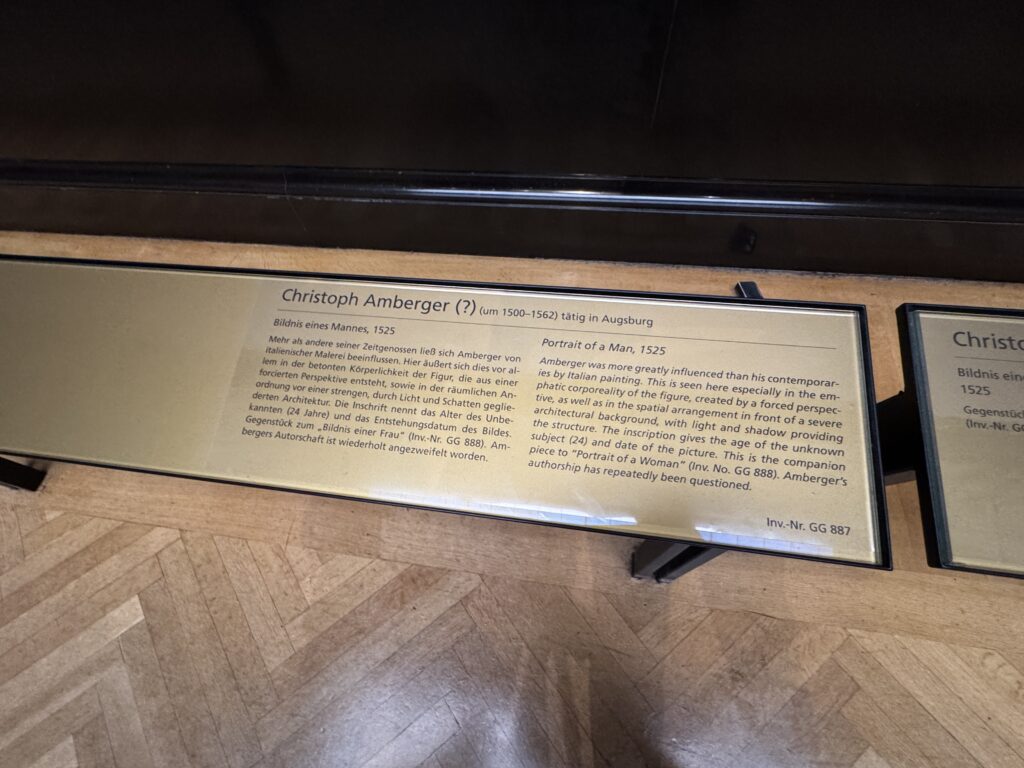 Christoph Amberger (?) (um 1500–1562) tätig in Augsburg
Bildnis eines Mannes, 1525
Mehr als andere seiner Zeitgenossen ließ sich Amberger von
italienischer Malerei beeinflussen. Hier äußert sich dies vor al-
lem in der betonten Körperlichkeit der Figur, die aus einer
forcierten Perspektive entsteht, sowie in der räumlichen An-
ordnung vor einer strengen, durch Licht und Schatten geglie-
derten Architektur. Die Inschrift nennt das Alter des Unbe-
kannten (24 Jahre) und das Entstehungsdatum des Bildes.
Gegenstück zum „Bildnis einer Frau“ (Inv.-Nr. GG 888). Am-
bergers Autorschaft ist wiederholt angezweifelt worden.
Portrait of a Man, 1525
Amberger was more greatly influenced than his contemporar-
ies by Italian painting. This is seen here especially in the em-
phatic corporeality of the figure, created by a forced perspec-
tive, as well as in the spatial arrangement in front of a severe
architectural background, with light and shadow providing
the structure. The inscription gives the age of the unknown
subject (24) and date of the picture. This is the companion
piece to "Portrait of a Woman" (Inv. No. GG 888). Amberger's
authorship has repeatedly been questioned.
Inv.-Nr. GG 887
Christo
Bildnis ein
1525
Gegenstück
(Inv.-Nr. GG